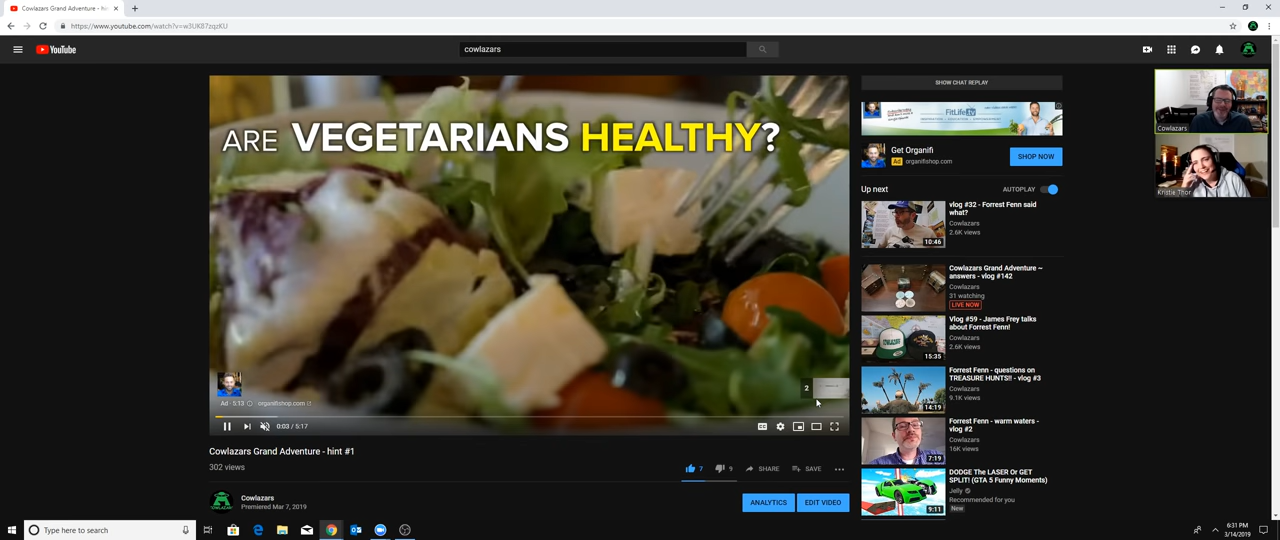 Cowlazars Grand Adventure - hin
https://www.youtube.com/watch?v=w3UK87zqzKU
YouTube
cowlazars
ARE VEGETARIANS HEALTHY?
2
Ad · 5:13
organifishop.com
0:03 / 5:17
Cowlazars Grand Adventure - hint #1
302 views
7
9
SHARE
SAVE
Cowlazars
Premiered Mar 7, 2019
ANALYTICS
EDIT VIDEO
SHOW CHAT REPLAY
FitLife.tv
Get Organifi
Ad organifishop.com
SHOP NOW
Up next
AUTOPLAY
vlog #32 - Forrest Fenn said
what?
Cowlazars
2.6K views
10:46
Cowlazars Grand Adventure ~
answers - vlog #142
Cowlazars
31 watching
LIVE NOW
Vlog #59 - James Frey talks
about Forrest Fenn!
Cowlazars
2.6K views
15:35
COWLAZARS
Forrest Fenn - questions on
TREASURE HUNTS!! - vlog #3
Cowlazars
9.1K views
14:19
Forrest Fenn - warm waters -
vlog #2
Cowlazars
16K views
7:19
DODGE The LASER Or GET
SPLIT! (GTA 5 Funny Moments)
Jelly
Recommended for you
New
9:11
Cowlazars
Kristie Thor
Type here to search
6:31 PM
3/14/2019